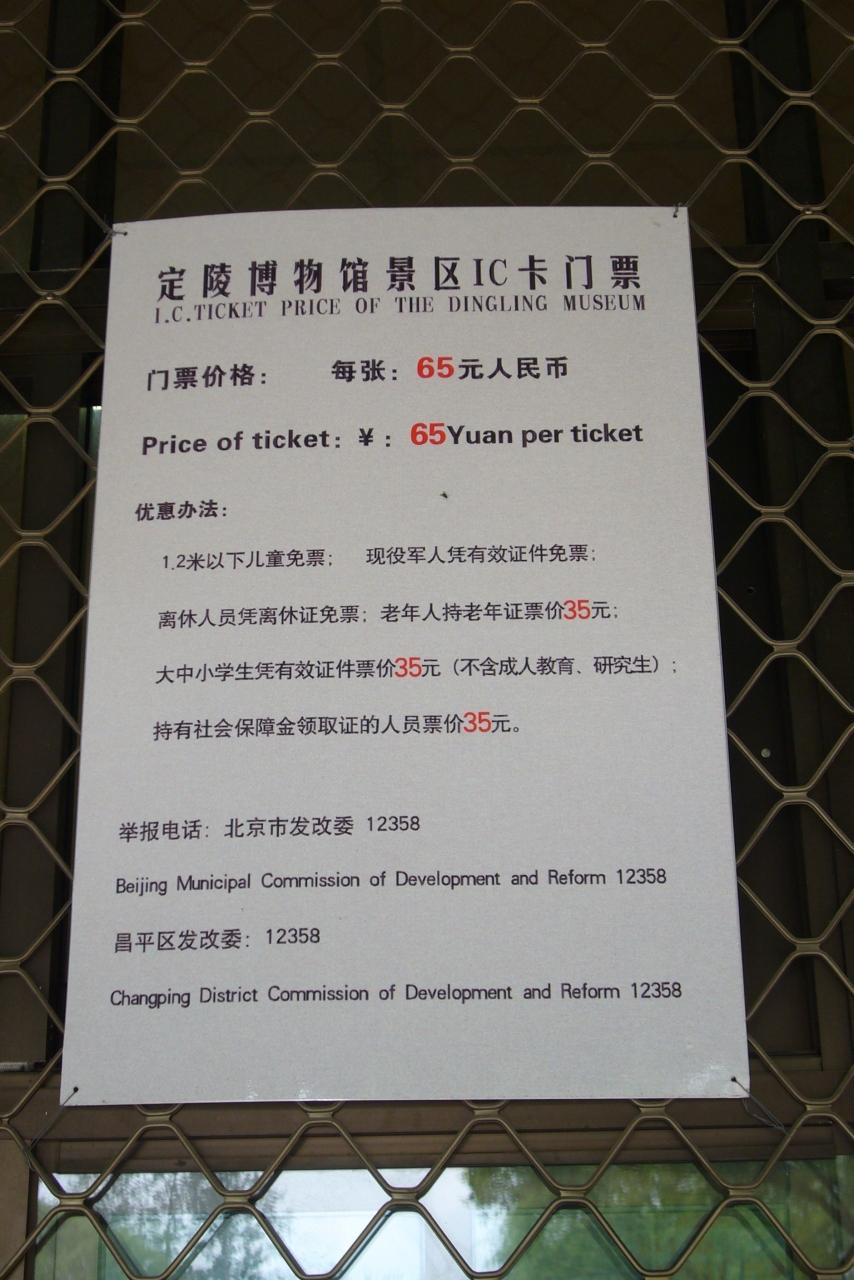 定陵博物馆景区IC卡门票
I.C.TICKET PRICE OF THE DINGLING MUSEUM
门票价格： 每张：65元人民币
Price of ticket：¥：65Yuan per ticket
优惠办法：
1.2米以下儿童免票； 现役军人凭有效证件免票；
离休人员凭离休证免票；老年人持老年证票价35元；
大中小学生凭有效证件票价35元（不含成人教育、研究生）；
持有社会保障金领取证的人员票价35元。
举报电话：北京市发改委 12358
Beijing Municipal Commission of Development and Reform 12358
昌平区发改委：12358
Changping District Commission of Development and Reform 12358